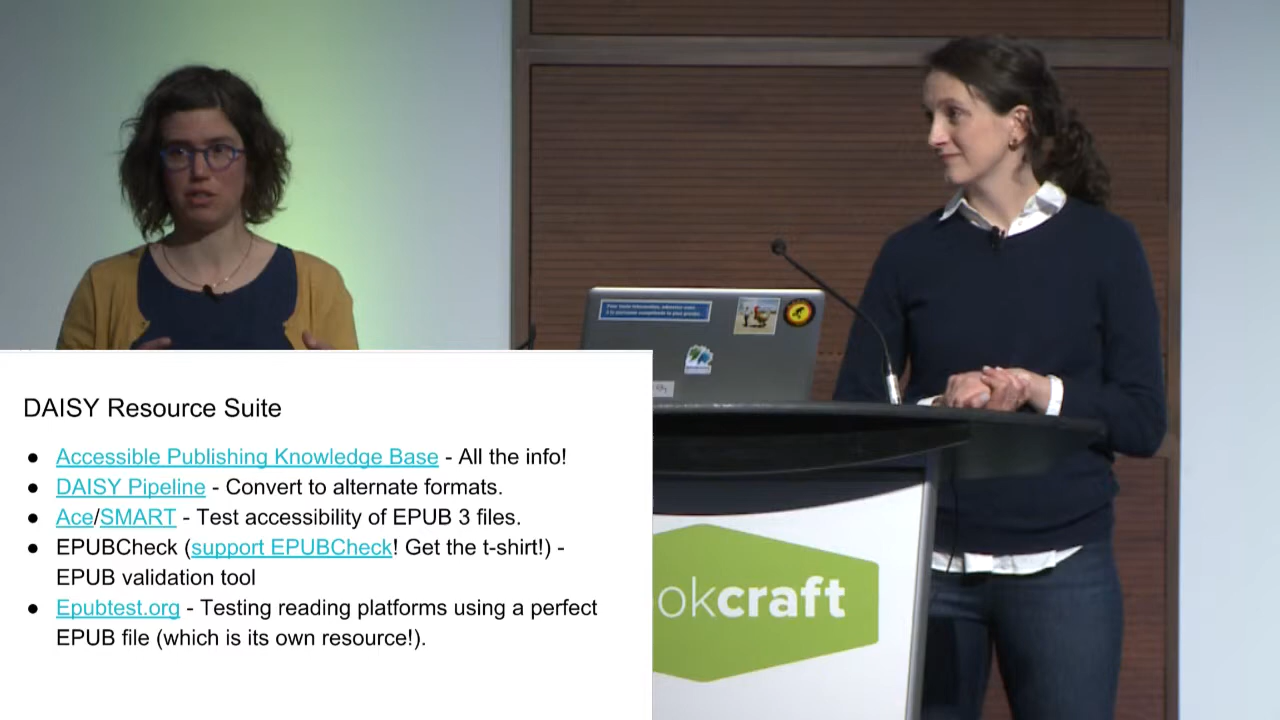 DAISY Resource Suite
● Accessible Publishing Knowledge Base - All the info!
● DAISY Pipeline - Convert to alternate formats.
● Ace/SMART - Test accessibility of EPUB 3 files.
● EPUBCheck (support EPUBCheck! Get the t-shirt!) -
EPUB validation tool
● Epubtest.org - Testing reading platforms using a perfect
EPUB file (which is its own resource!).
okcraft